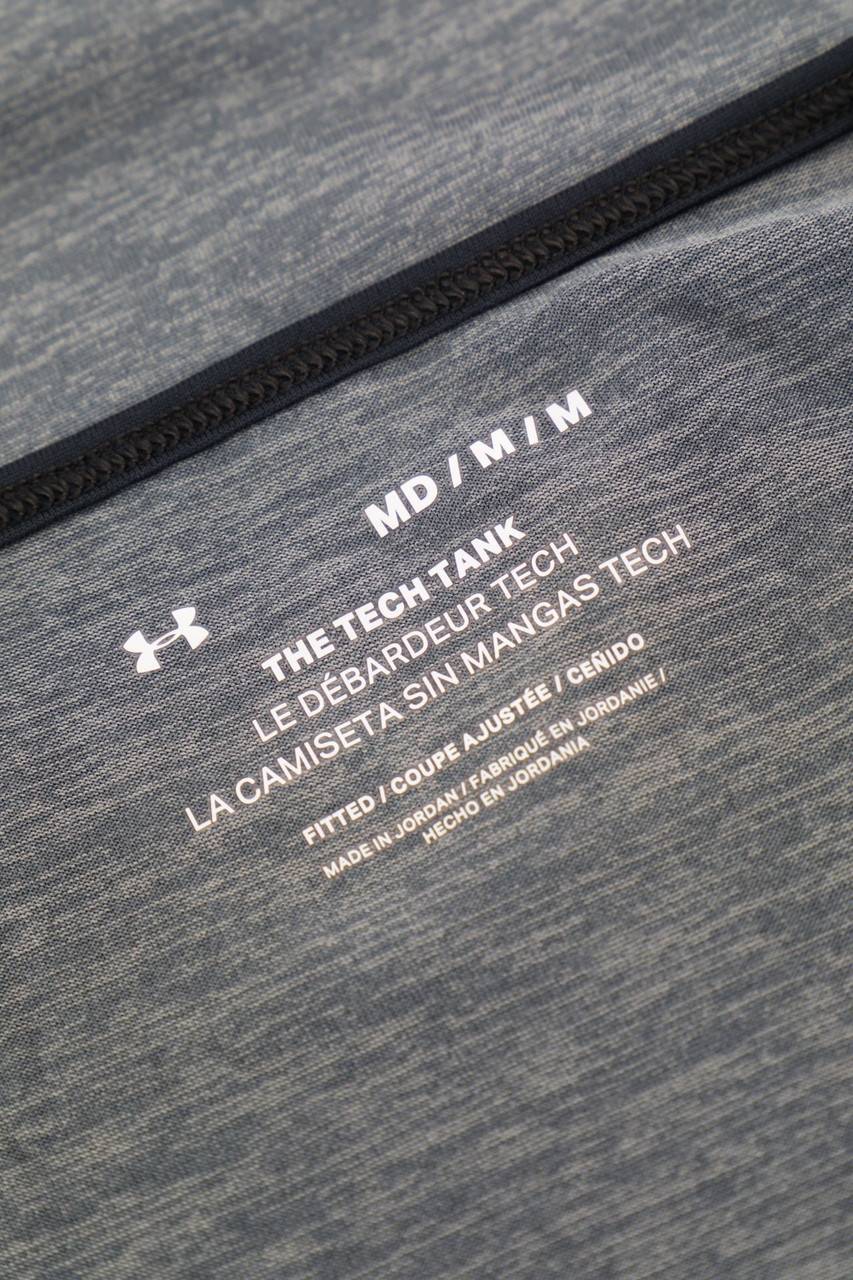 MD / M / M
THE TECH TANK
LE DÉBARDEUR TECH
LA CAMISETA SIN MANGAS TECH
FITTED / COUPE AJUSTÉE / CEÑIDO
MADE IN JORDAN / FABRIQUÉ EN JORDANIE /
HECHO EN JORDANIA